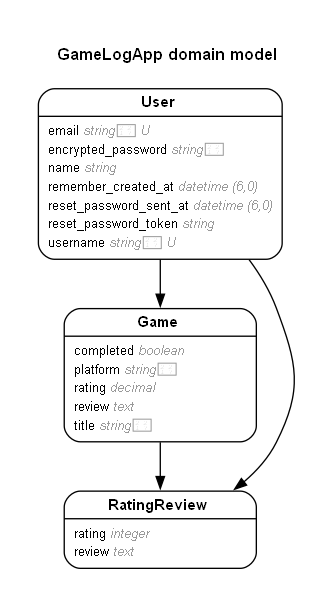 GameLogApp domain model
User
email string U
encrypted_password string
name string
remember_created_at datetime (6,0)
reset_password_sent_at datetime (6,0)
reset_password_token string
username string U
Game
completed boolean
platform string
rating decimal
review text
title string
RatingReview
rating integer
review text